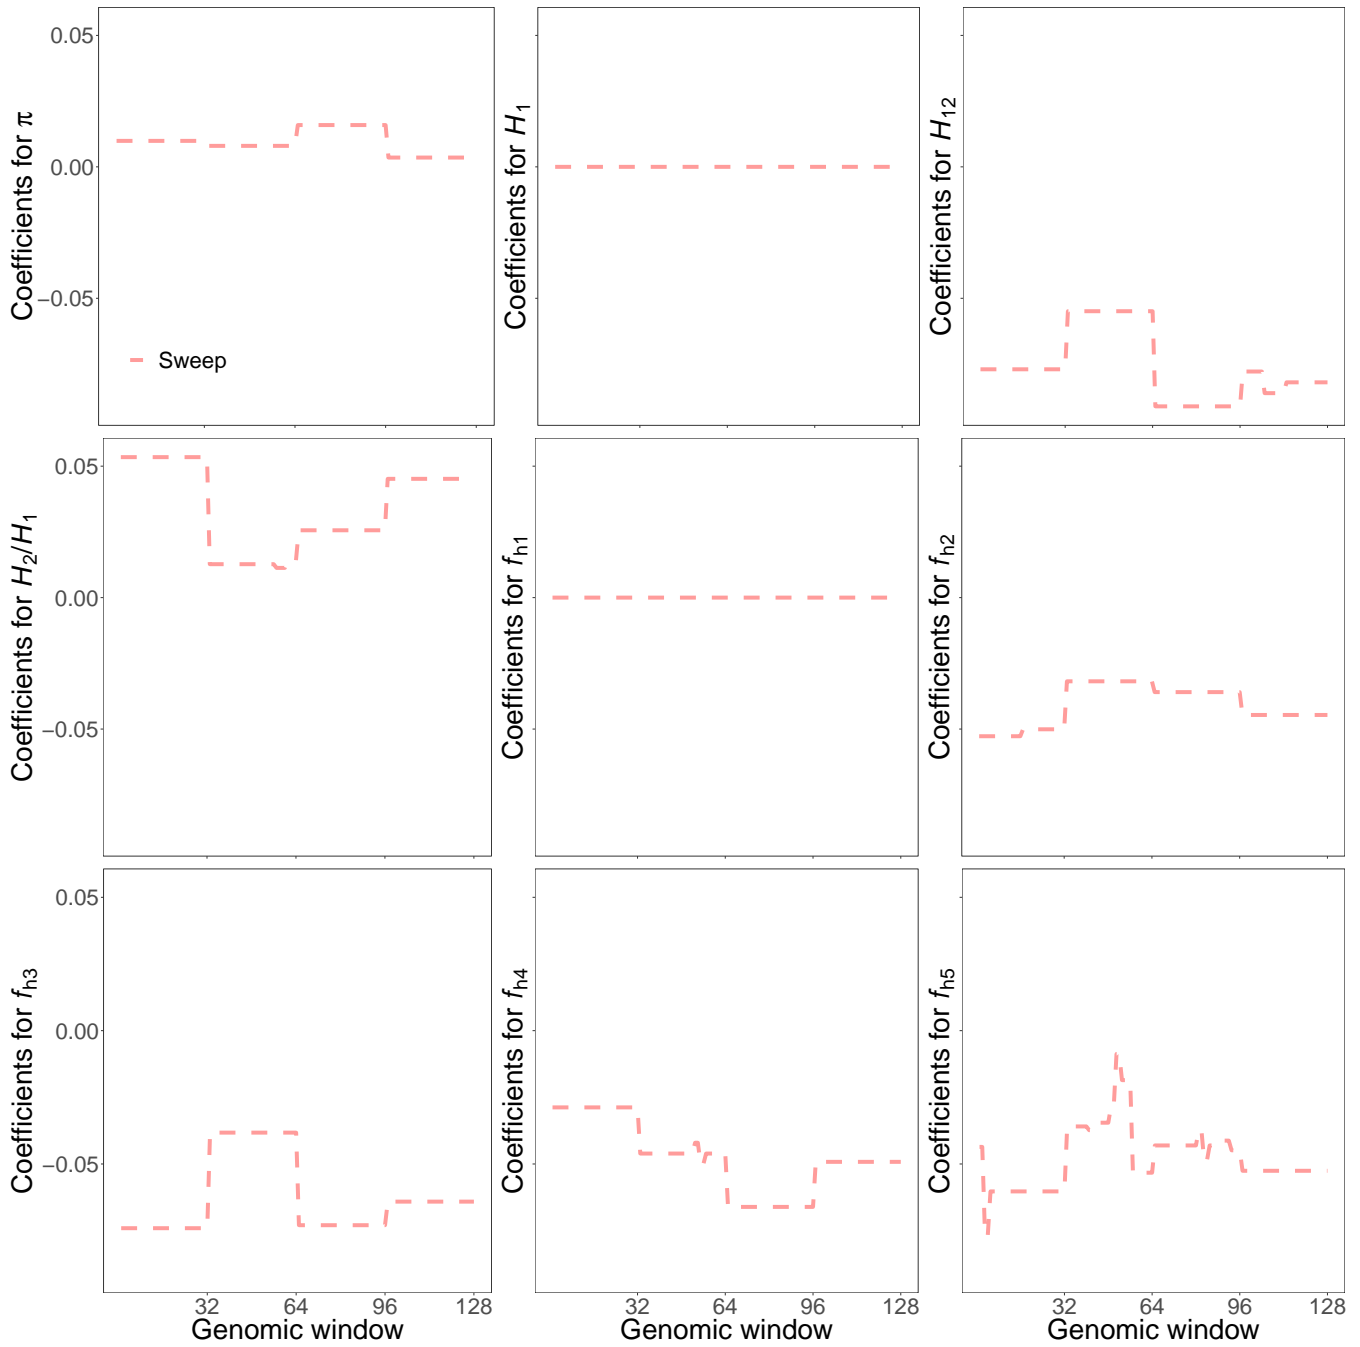 Coefficients for π
0.05
0.00
−0.05
Sweep
Coefficients for H1
Coefficients for H12
Coefficients for H2/H1
0.05
0.00
−0.05
Coefficients for fh1
Coefficients for fh2
Coefficients for fh3
0.05
0.00
−0.05
32 64 96 128
Genomic window
Coefficients for fh4
32 64 96 128
Genomic window
Coefficients for fh5
32 64 96 128
Genomic window